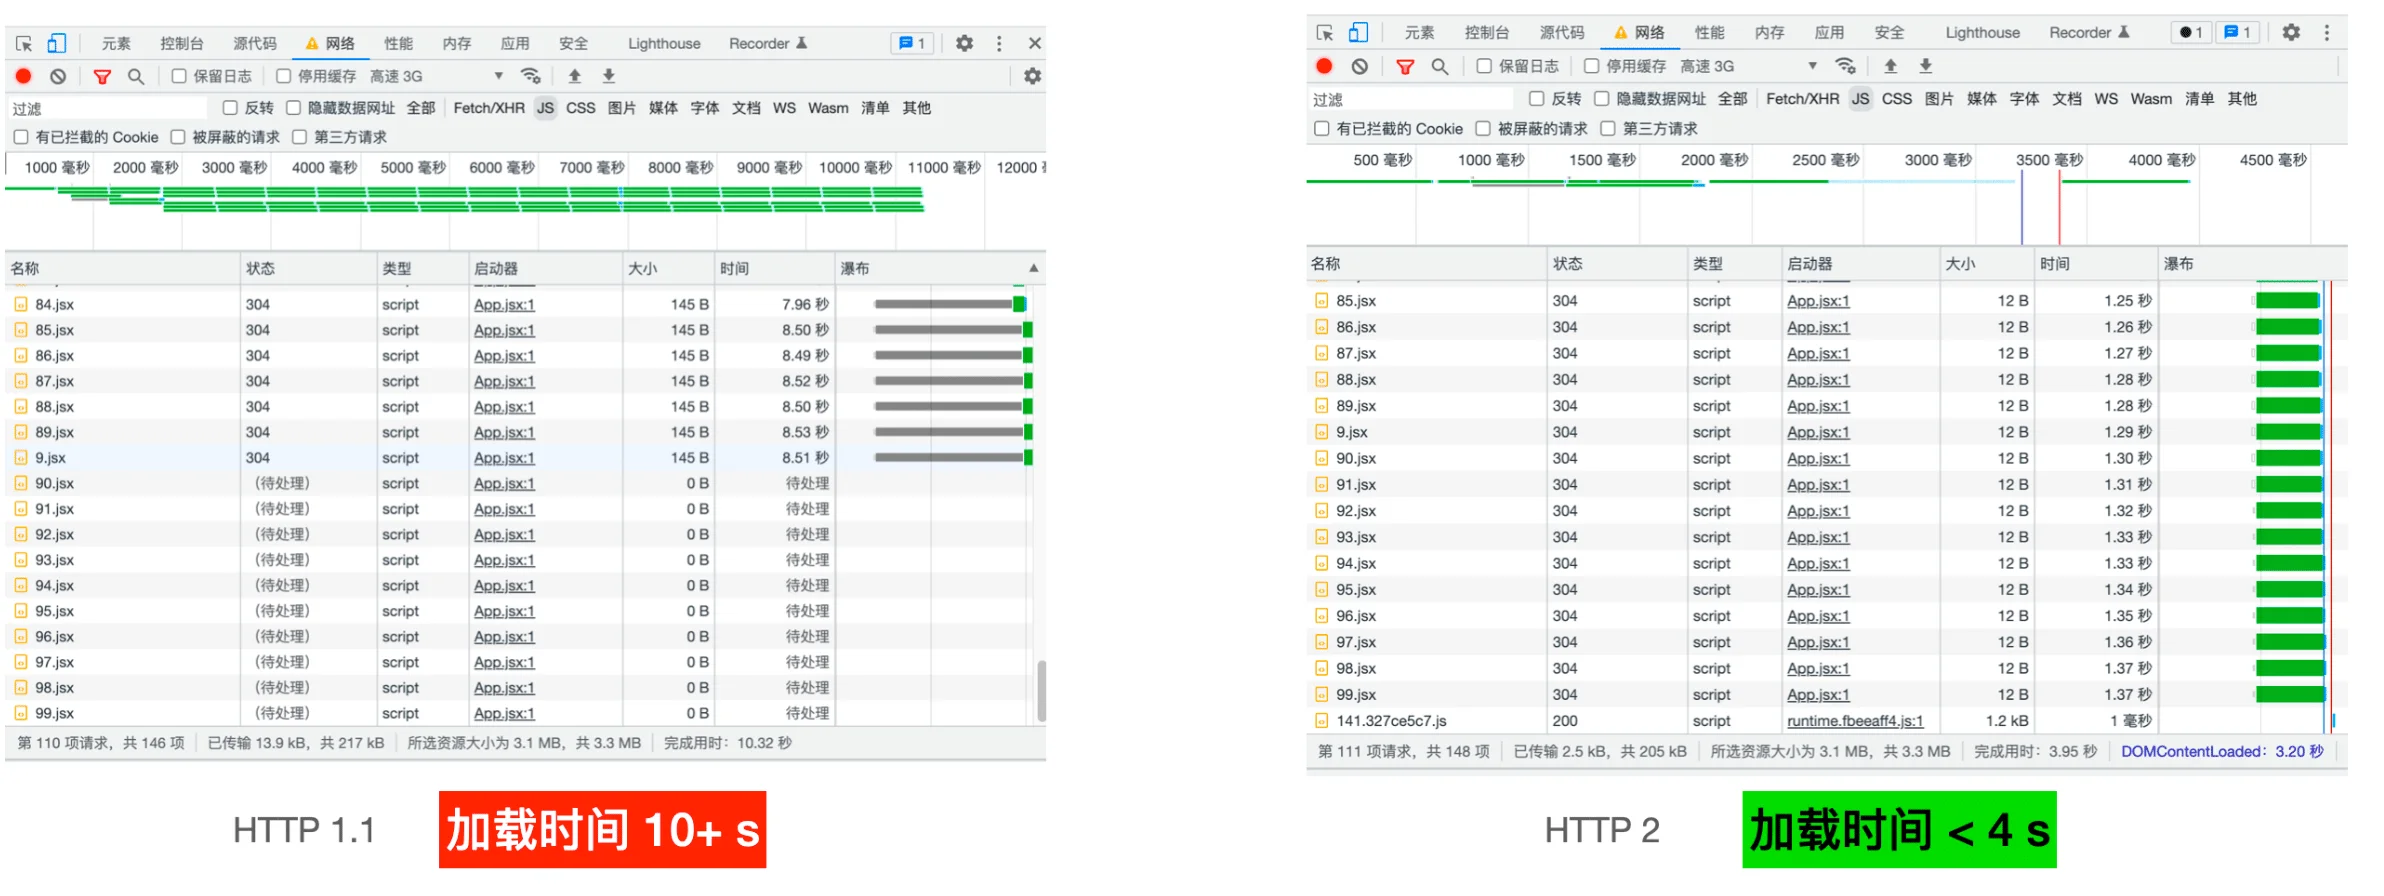 元素 控制台 源代码 网络 性能 内存 应用 安全 Lighthouse Recorder 1
保留日志 停用缓存 高速 3G
过滤 反转 隐藏数据网址 全部 Fetch/XHR JS CSS 图片 媒体 字体 文档 WS Wasm 清单 其他
有已拦截的 Cookie 被屏蔽的请求 第三方请求
1000 毫秒 2000 毫秒 3000 毫秒 4000 毫秒 5000 毫秒 6000 毫秒 7000 毫秒 8000 毫秒 9000 毫秒 10000 毫秒 11000 毫秒 12000
名称 状态 类型 启动器 大小 时间 瀑布
84.jsx 304 script App.jsx:1 145 B 7.96 秒
85.jsx 304 script App.jsx:1 145 B 8.50 秒
86.jsx 304 script App.jsx:1 145 B 8.49 秒
87.jsx 304 script App.jsx:1 145 B 8.52 秒
88.jsx 304 script App.jsx:1 145 B 8.50 秒
89.jsx 304 script App.jsx:1 145 B 8.53 秒
9.jsx 304 script App.jsx:1 145 B 8.51 秒
90.jsx （待处理） script App.jsx:1 0 B 待处理
91.jsx （待处理） script App.jsx:1 0 B 待处理
92.jsx （待处理） script App.jsx:1 0 B 待处理
93.jsx （待处理） script App.jsx:1 0 B 待处理
94.jsx （待处理） script App.jsx:1 0 B 待处理
95.jsx （待处理） script App.jsx:1 0 B 待处理
96.jsx （待处理） script App.jsx:1 0 B 待处理
97.jsx （待处理） script App.jsx:1 0 B 待处理
98.jsx （待处理） script App.jsx:1 0 B 待处理
99.jsx （待处理） script App.jsx:1 0 B 待处理
第 110 项请求，共 146 项 已传输 13.9 kB，共 217 kB 所选资源大小为 3.1 MB，共 3.3 MB 完成用时：10.32 秒
HTTP 1.1 加载时间 10+ s
元素 控制台 源代码 网络 性能 内存 应用 安全 Lighthouse Recorder 1 1
保留日志 停用缓存 高速 3G
过滤 反转 隐藏数据网址 全部 Fetch/XHR JS CSS 图片 媒体 字体 文档 WS Wasm 清单 其他
有已拦截的 Cookie 被屏蔽的请求 第三方请求
500 毫秒 1000 毫秒 1500 毫秒 2000 毫秒 2500 毫秒 3000 毫秒 3500 毫秒 4000 毫秒 4500 毫秒
名称 状态 类型 启动器 大小 时间 瀑布
85.jsx 304 script App.jsx:1 12 B 1.25 秒
86.jsx 304 script App.jsx:1 12 B 1.26 秒
87.jsx 304 script App.jsx:1 12 B 1.27 秒
88.jsx 304 script App.jsx:1 12 B 1.28 秒
89.jsx 304 script App.jsx:1 12 B 1.28 秒
9.jsx 304 script App.jsx:1 12 B 1.29 秒
90.jsx 304 script App.jsx:1 12 B 1.30 秒
91.jsx 304 script App.jsx:1 12 B 1.31 秒
92.jsx 304 script App.jsx:1 12 B 1.32 秒
93.jsx 304 script App.jsx:1 12 B 1.33 秒
94.jsx 304 script App.jsx:1 12 B 1.33 秒
95.jsx 304 script App.jsx:1 12 B 1.34 秒
96.jsx 304 script App.jsx:1 12 B 1.35 秒
97.jsx 304 script App.jsx:1 12 B 1.36 秒
98.jsx 304 script App.jsx:1 12 B 1.37 秒
99.jsx 304 script App.jsx:1 12 B 1.37 秒
141.327ce5c7.js 200 script runtime.fbeeaff4.js:1 1.2 kB 1 毫秒
第 111 项请求，共 148 项 已传输 2.5 kB，共 205 kB 所选资源大小为 3.1 MB，共 3.3 MB 完成用时：3.95 秒 DOMContentLoaded：3.20 秒
HTTP 2 加载时间 < 4 s